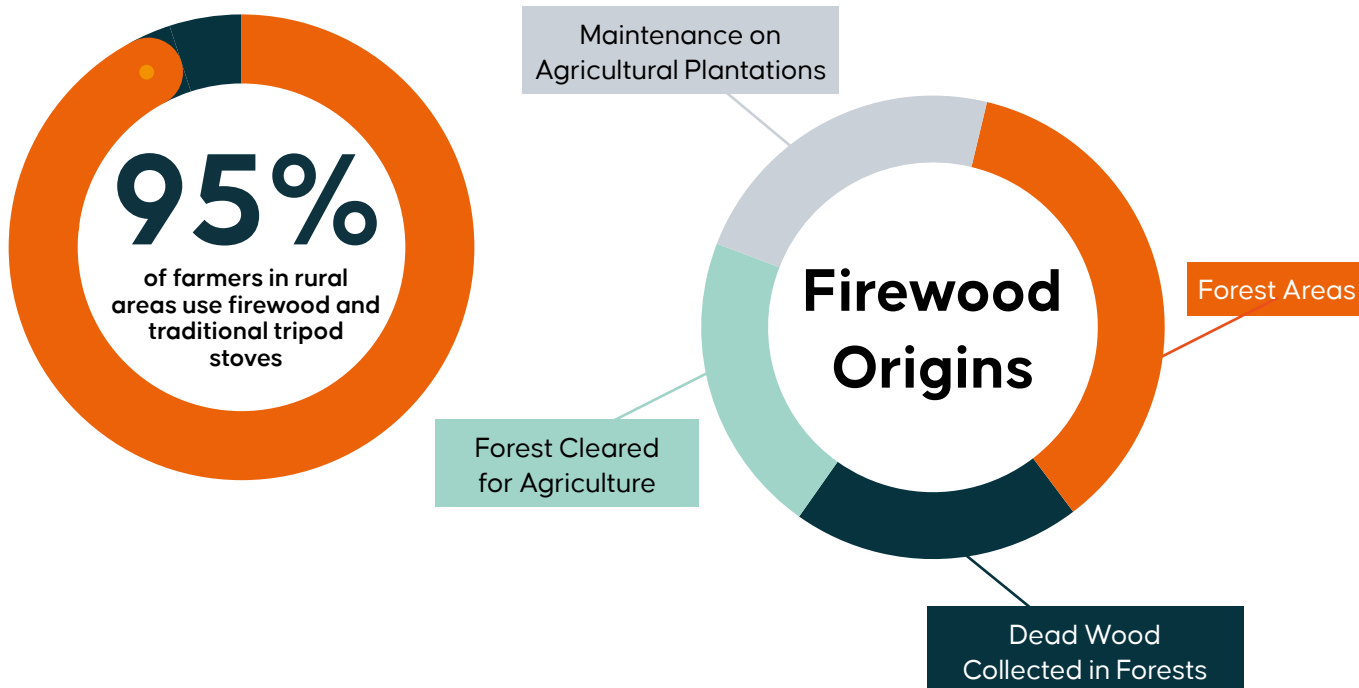 95%
of farmers in rural
areas use firewood and
traditional tripod
stoves
Maintenance on
Agricultural Plantations
Firewood
Origins
Forest Areas
Forest Cleared
for Agriculture
Dead Wood
Collected in Forests